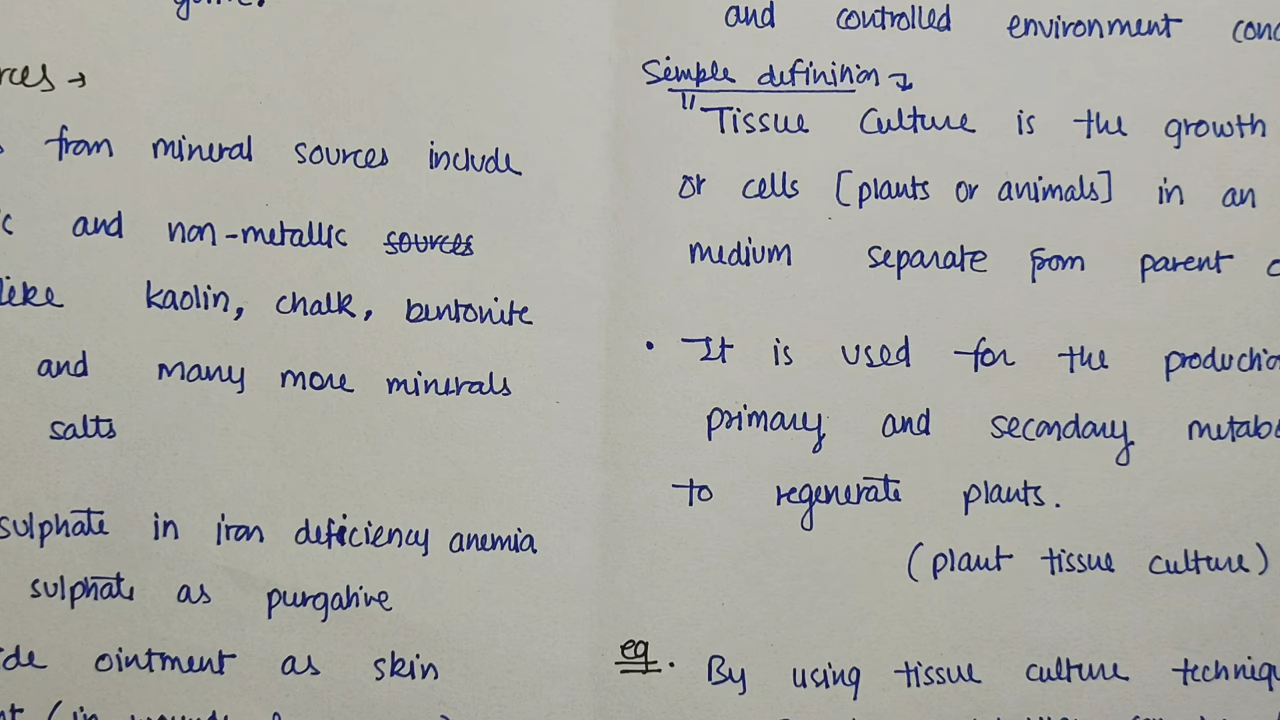 from mineral sources include
and non-metallic sources
like kaolin, chalk, bentonite
and many more minerals
salts
sulphate in iron deficiency anemia
sulphate as purgative
ointment as skin
and controlled environment
Simple definition →
"Tissue Culture is the growth
or cells [plants or animals] in an
medium separate from parent
• It is used for the
primary and secondary
to regenerate plants.
(plant tissue culture)
eg. By using tissue culture